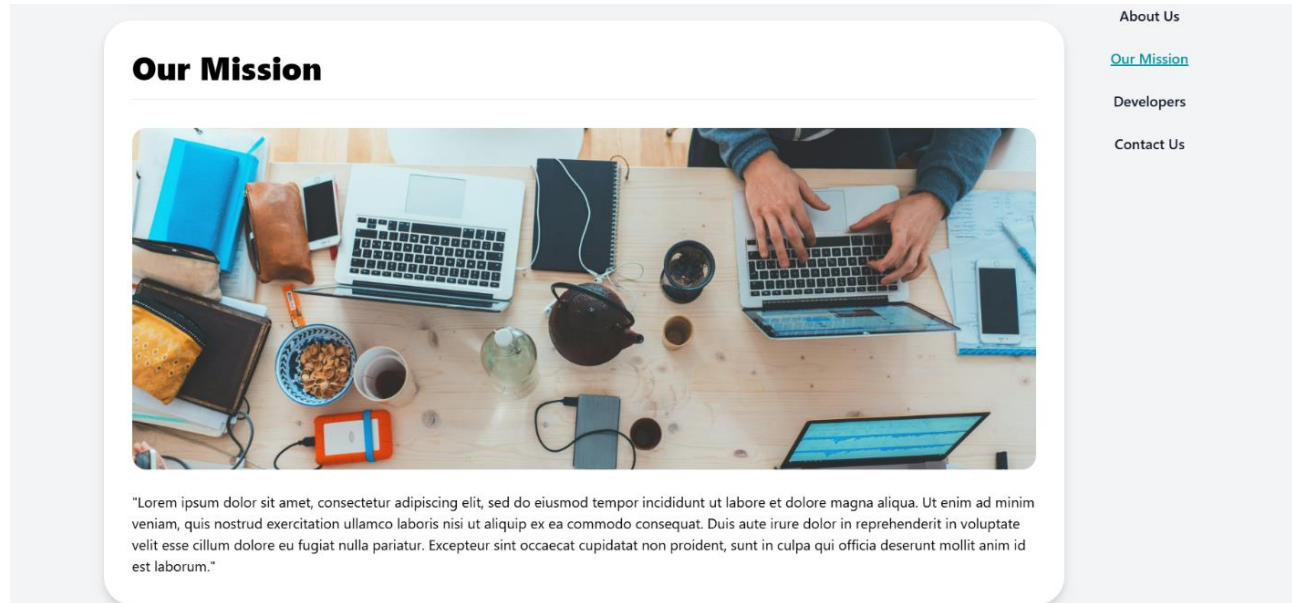 Our Mission
"Lorem ipsum dolor sit amet, consectetur adipiscing elit, sed do eiusmod tempor incididunt ut labore et dolore magna aliqua. Ut enim ad minim
veniam, quis nostrud exercitation ullamco laboris nisi ut aliquip ex ea commodo consequat. Duis aute irure dolor in reprehenderit in voluptate
velit esse cillum dolore eu fugiat nulla pariatur. Excepteur sint occaecat cupidatat non proident, sunt in culpa qui officia deserunt mollit anim id
est laborum."
About Us
Our Mission
Developers
Contact Us